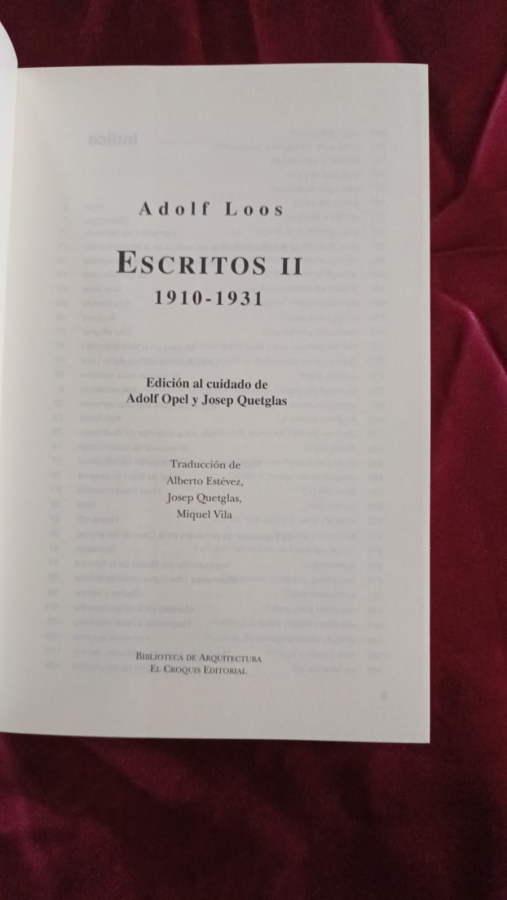 Adolf Loos
ESCRITOS II
1910-1931
Edición al cuidado de
Adolf Opel y Josep Quetglas
Traducción de
Alberto Estévez,
Josep Quetglas,
Miquel Vila
BIBLIOTECA DE ARQUITECTURA
EL CROQUIS EDITORIAL